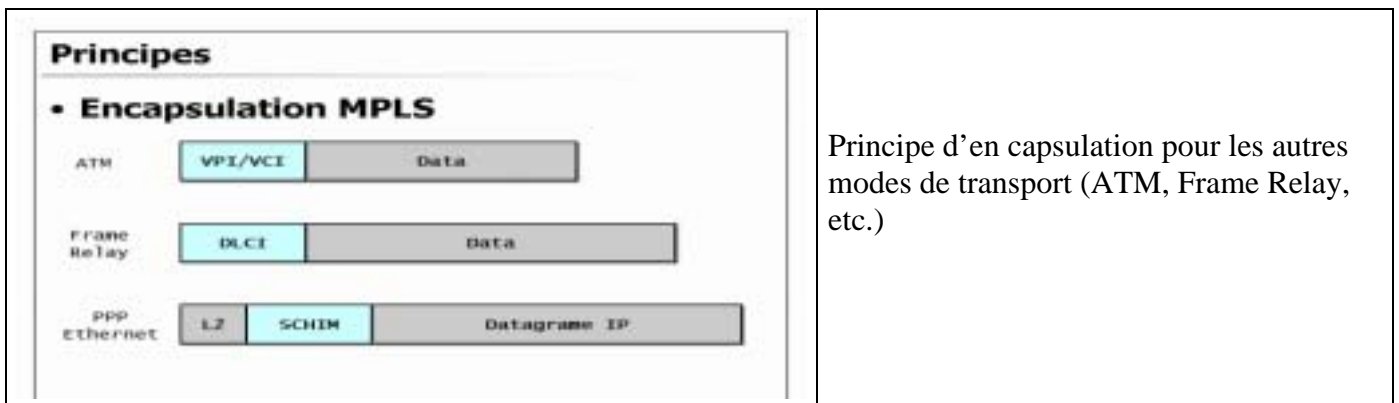 Principes
• Encapsulation MPLS
ATM VPI/VCI Data
Frame
Relay
DLCI Data
PPP
Ethernet
L2 SCHIM Datagrame IP
Principe d'en capsulation pour les autres
modes de transport (ATM, Frame Relay,
etc.)